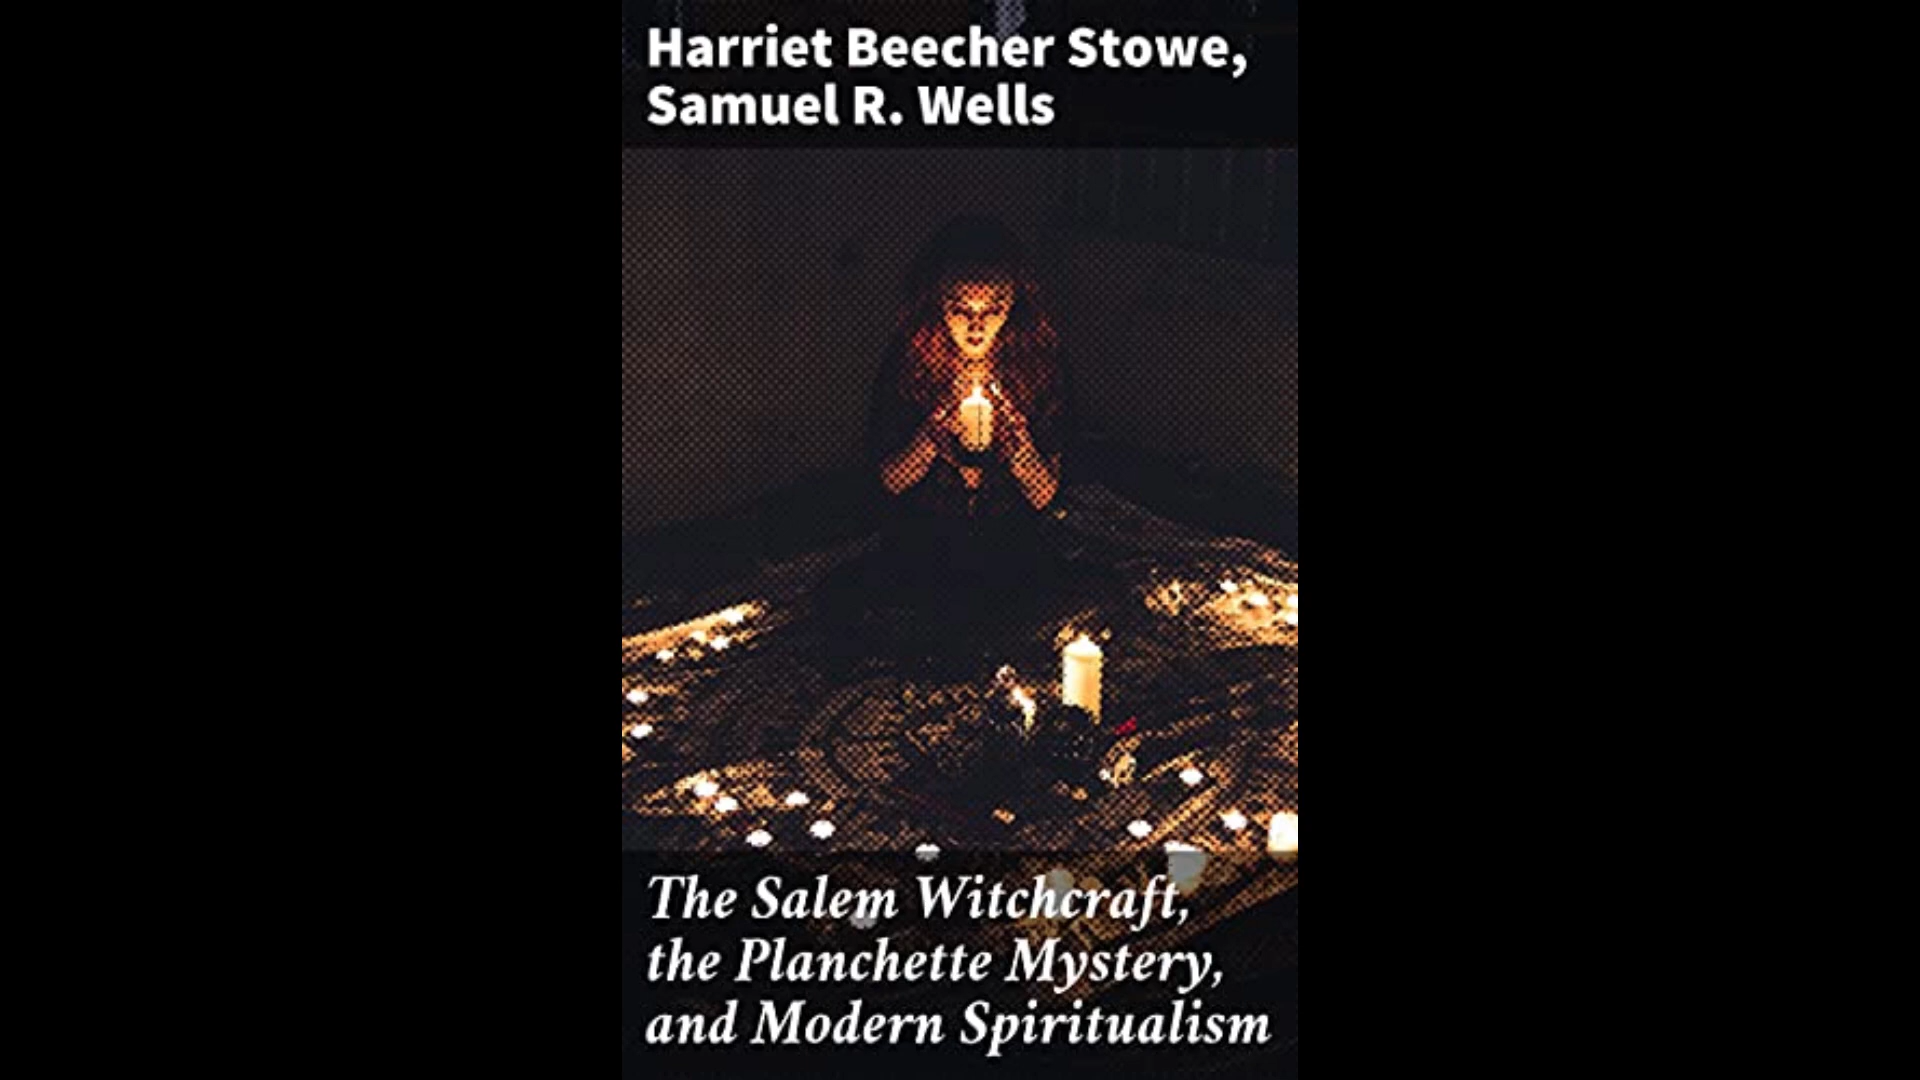 Harriet Beecher Stowe,
Samuel R. Wells
The Salem Witchcraft,
the Planchette Mystery,
and Modern Spiritualism